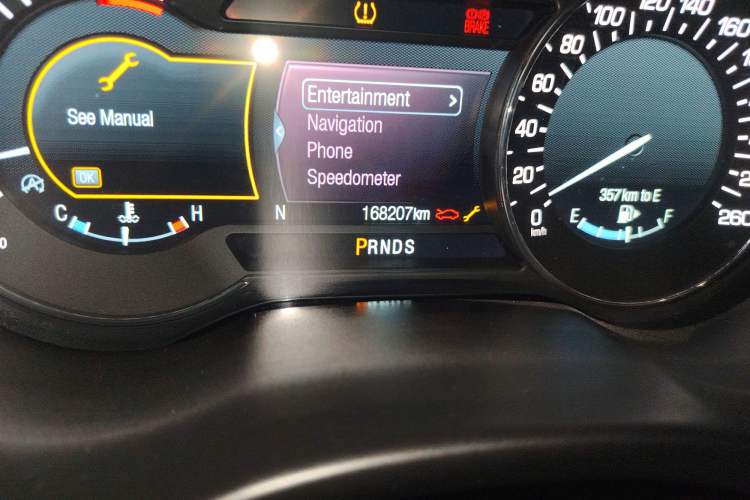 BRAKE
See Manual
OK
Entertainment
Navigation
Phone
Speedometer
C
H
N
168207km
PRNDS
0
20
40
60
80
100
120
140
160
260
km/h
357km to E
E
F
A
0